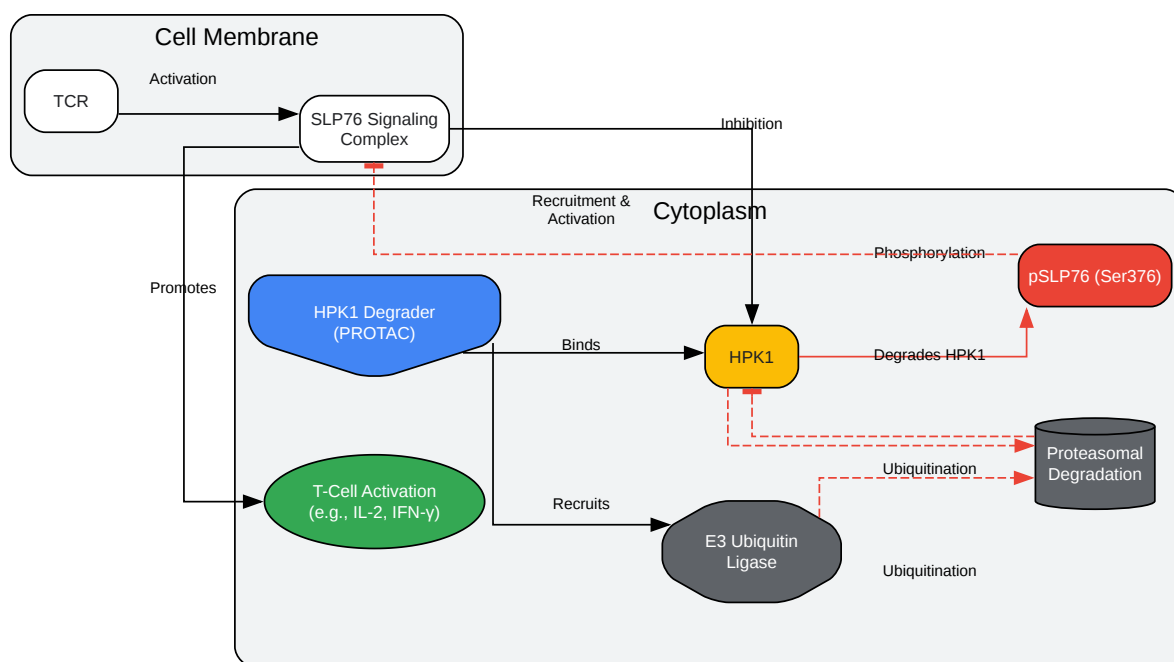 Cell Membrane
Activation
TCR
SLP76 Signaling
Complex
Inhibition
Recruitment &
Activation
Cytoplasm
Phosphorylation
pSLP76 (Ser376)
Promotes
HPK1 Degrader
(PROTAC)
Binds
HPK1
Degrades HPK1
Proteasomal
Degradation
Ubiquitination
T-Cell Activation
(e.g., IL-2, IFN-γ)
Recruits
E3 Ubiquitin
Ligase
Ubiquitination